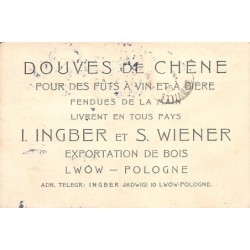 DOUVES DE CHÊNE
POUR DES FÛTS À VIN ET À BIÈRE
FENDUES DE LA MAIN
LIVRENT EN TOUS PAYS
I. INGBER ET S. WIENER
EXPORTATION DE BOIS
LWÓW — POLOGNE
ADR. TELEGR: INGBER JADWIGI 10 LWÓW-POLOGNE.